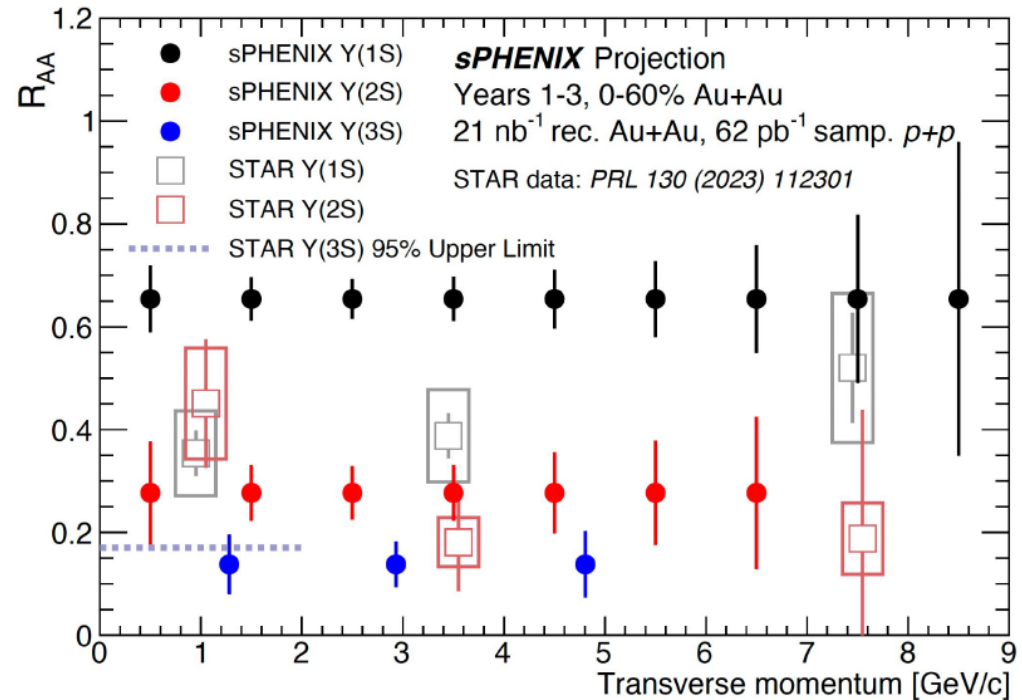 R_AA
1.2
1
0.8
0.6
0.4
0.2
0
sPHENIX Υ(1S)
sPHENIX Υ(2S)
sPHENIX Υ(3S)
STAR Υ(1S)
STAR Υ(2S)
STAR Υ(3S) 95% Upper Limit
sPHENIX Projection
Years 1-3, 0-60% Au+Au
21 nb⁻¹ rec. Au+Au, 62 pb⁻¹ samp. p+p
STAR data: PRL 130 (2023) 112301
0 1 2 3 4 5 6 7 8 9
Transverse momentum [GeV/c]